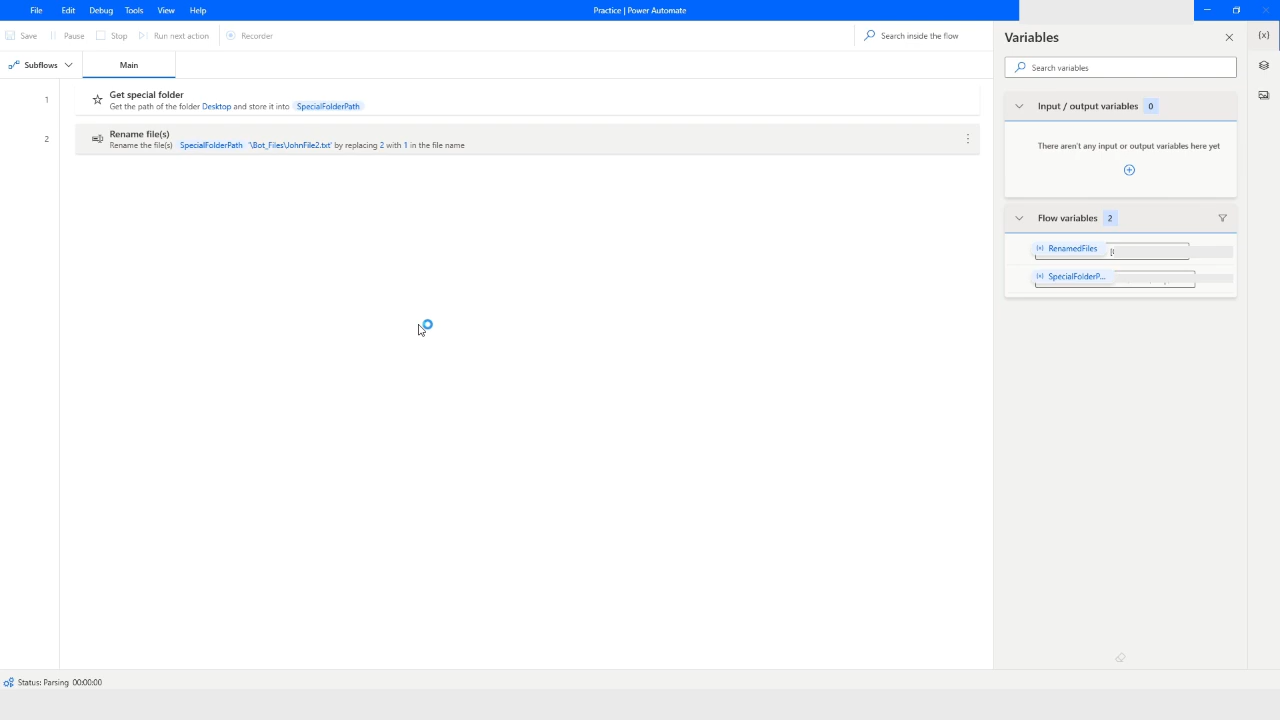 File Edit Debug Tools View Help Practice | Power Automate
Save Pause Stop Run next action Recorder Search inside the flow
Variables
{x}
Subflows Main
Search variables
1 Get special folder
Get the path of the folder Desktop and store it into SpecialFolderPath
2 Rename file(s)
Rename the file(s) SpecialFolderPath '\Bot_Files\JohnFile2.txt' by replacing 2 with 1 in the file name
Input / output variables 0
There aren't any input or output variables here yet
Flow variables 2
RenamedFiles
SpecialFolderP...
Status: Parsing 00:00:00